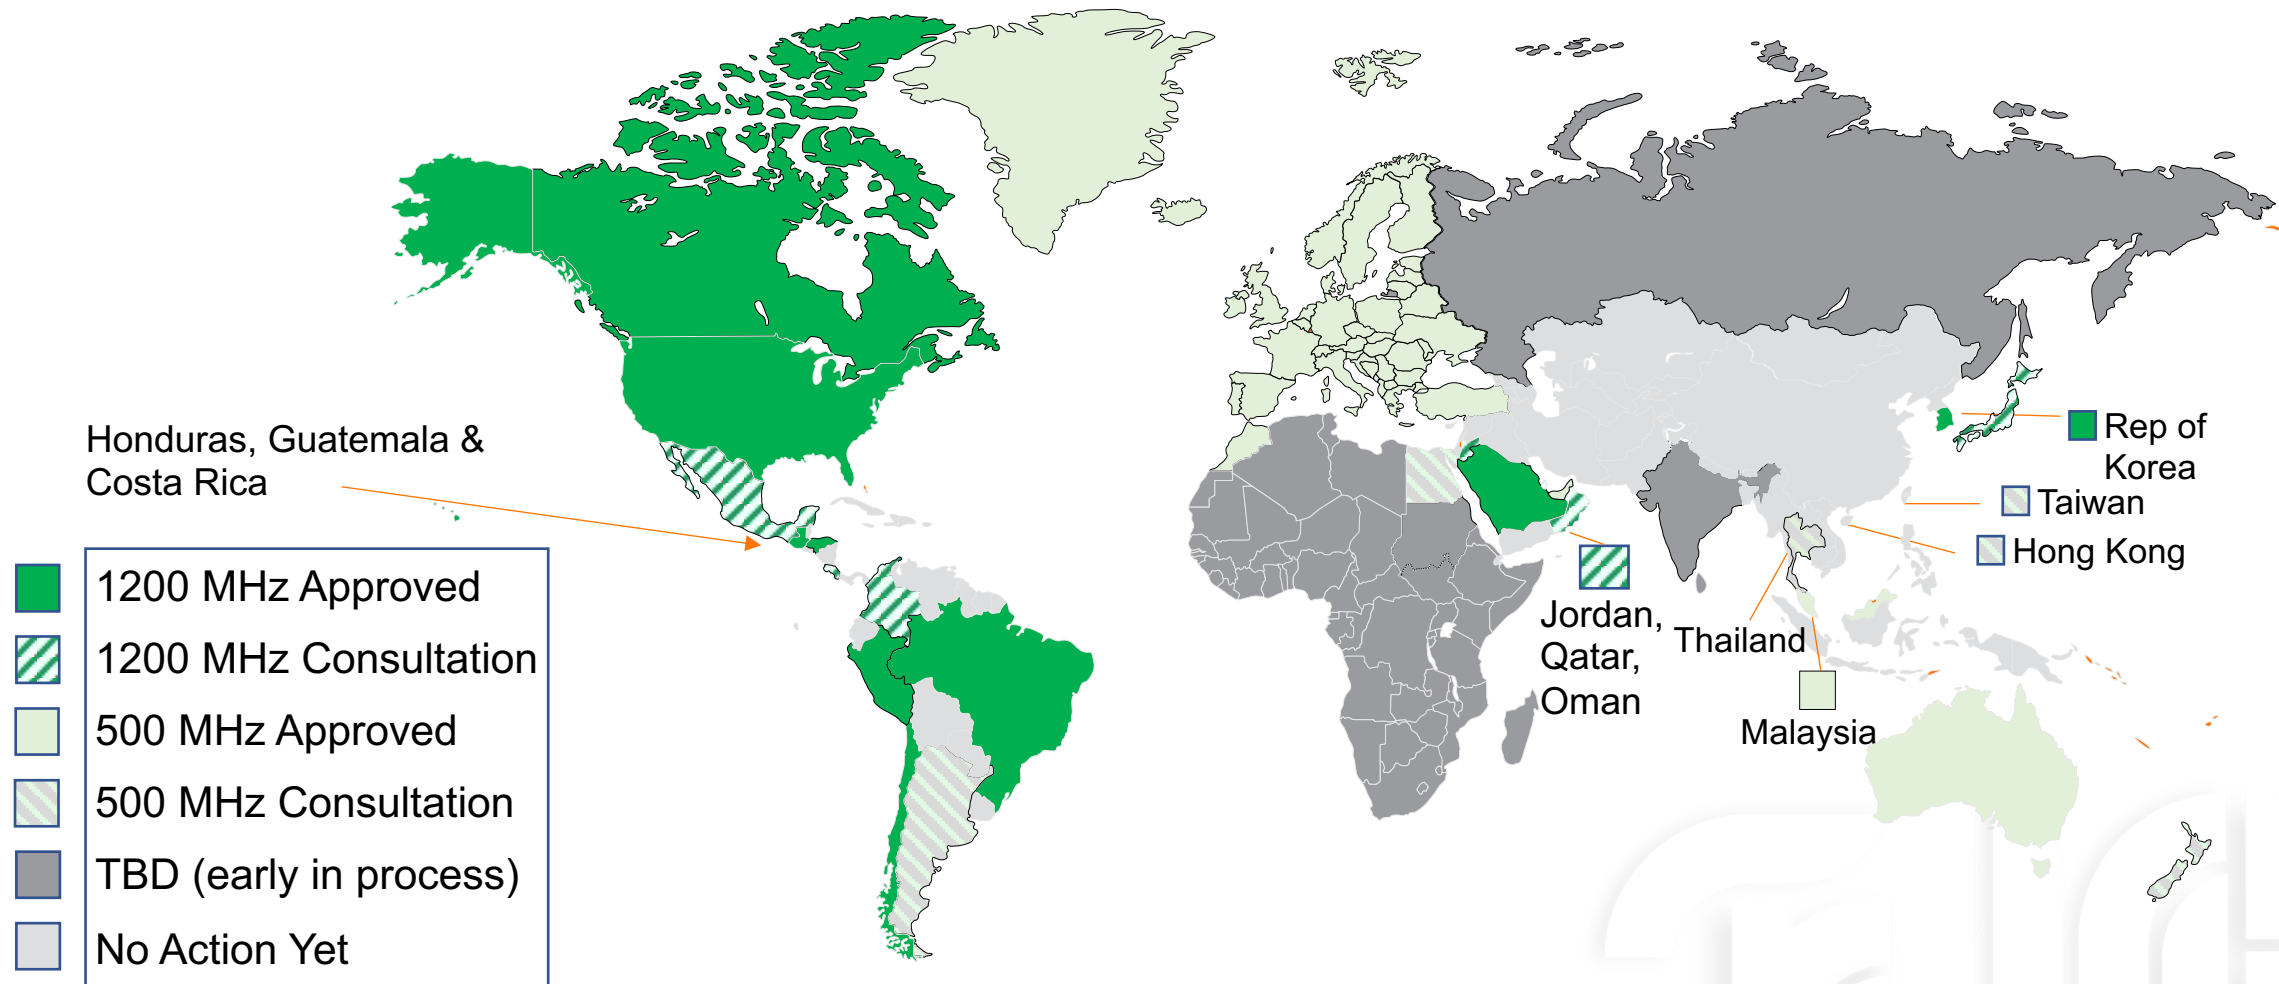 Honduras, Guatemala &
Costa Rica
1200 MHz Approved
1200 MHz Consultation
500 MHz Approved
500 MHz Consultation
TBD (early in process)
No Action Yet
Rep of
Korea
Taiwan
Hong Kong
Jordan,
Qatar,
Oman
Thailand
Malaysia